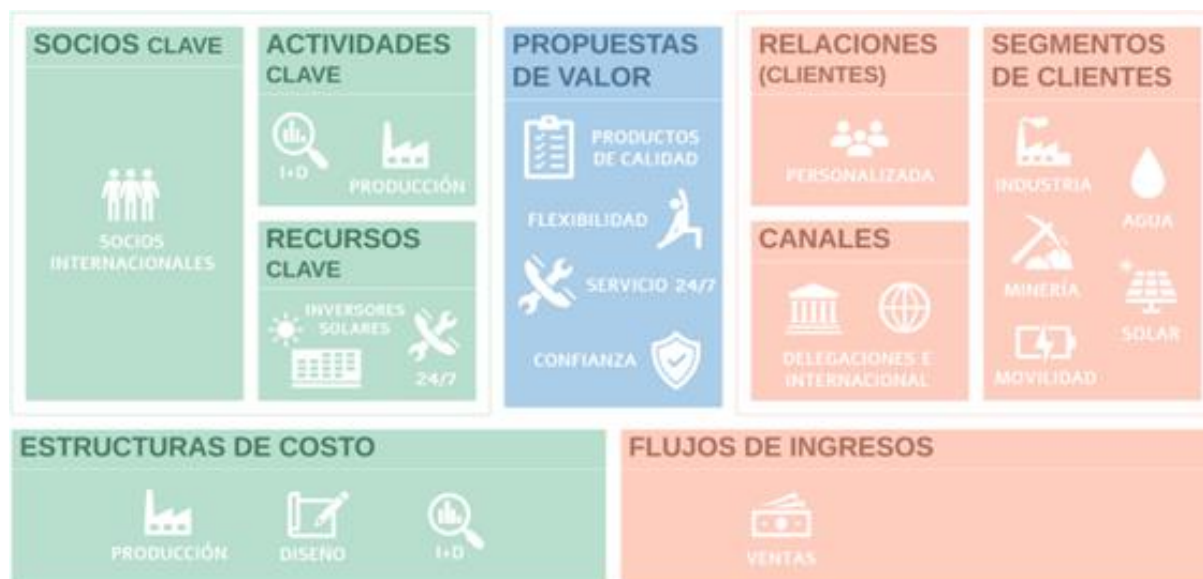 SOCIOS CLAVE
SOCIOS
INTERNACIONALES
ACTIVIDADES
CLAVE
I+D
PRODUCCIÓN
RECURSOS
CLAVE
INVERSORES
SOLARES
24/7
PROPUESTAS
DE VALOR
PRODUCTOS
DE CALIDAD
FLEXIBILIDAD
SERVICIO 24/7
CONFIANZA
RELACIONES
(CLIENTES)
PERSONALIZADA
CANALES
DELEGACIONES E
INTERNACIONAL
SEGMENTOS
DE CLIENTES
INDUSTRIA
AGUA
MINERÍA
SOLAR
MOVILIDAD
ESTRUCTURAS DE COSTO
PRODUCCIÓN
DISEÑO
I+D
FLUJOS DE INGRESOS
VENTAS